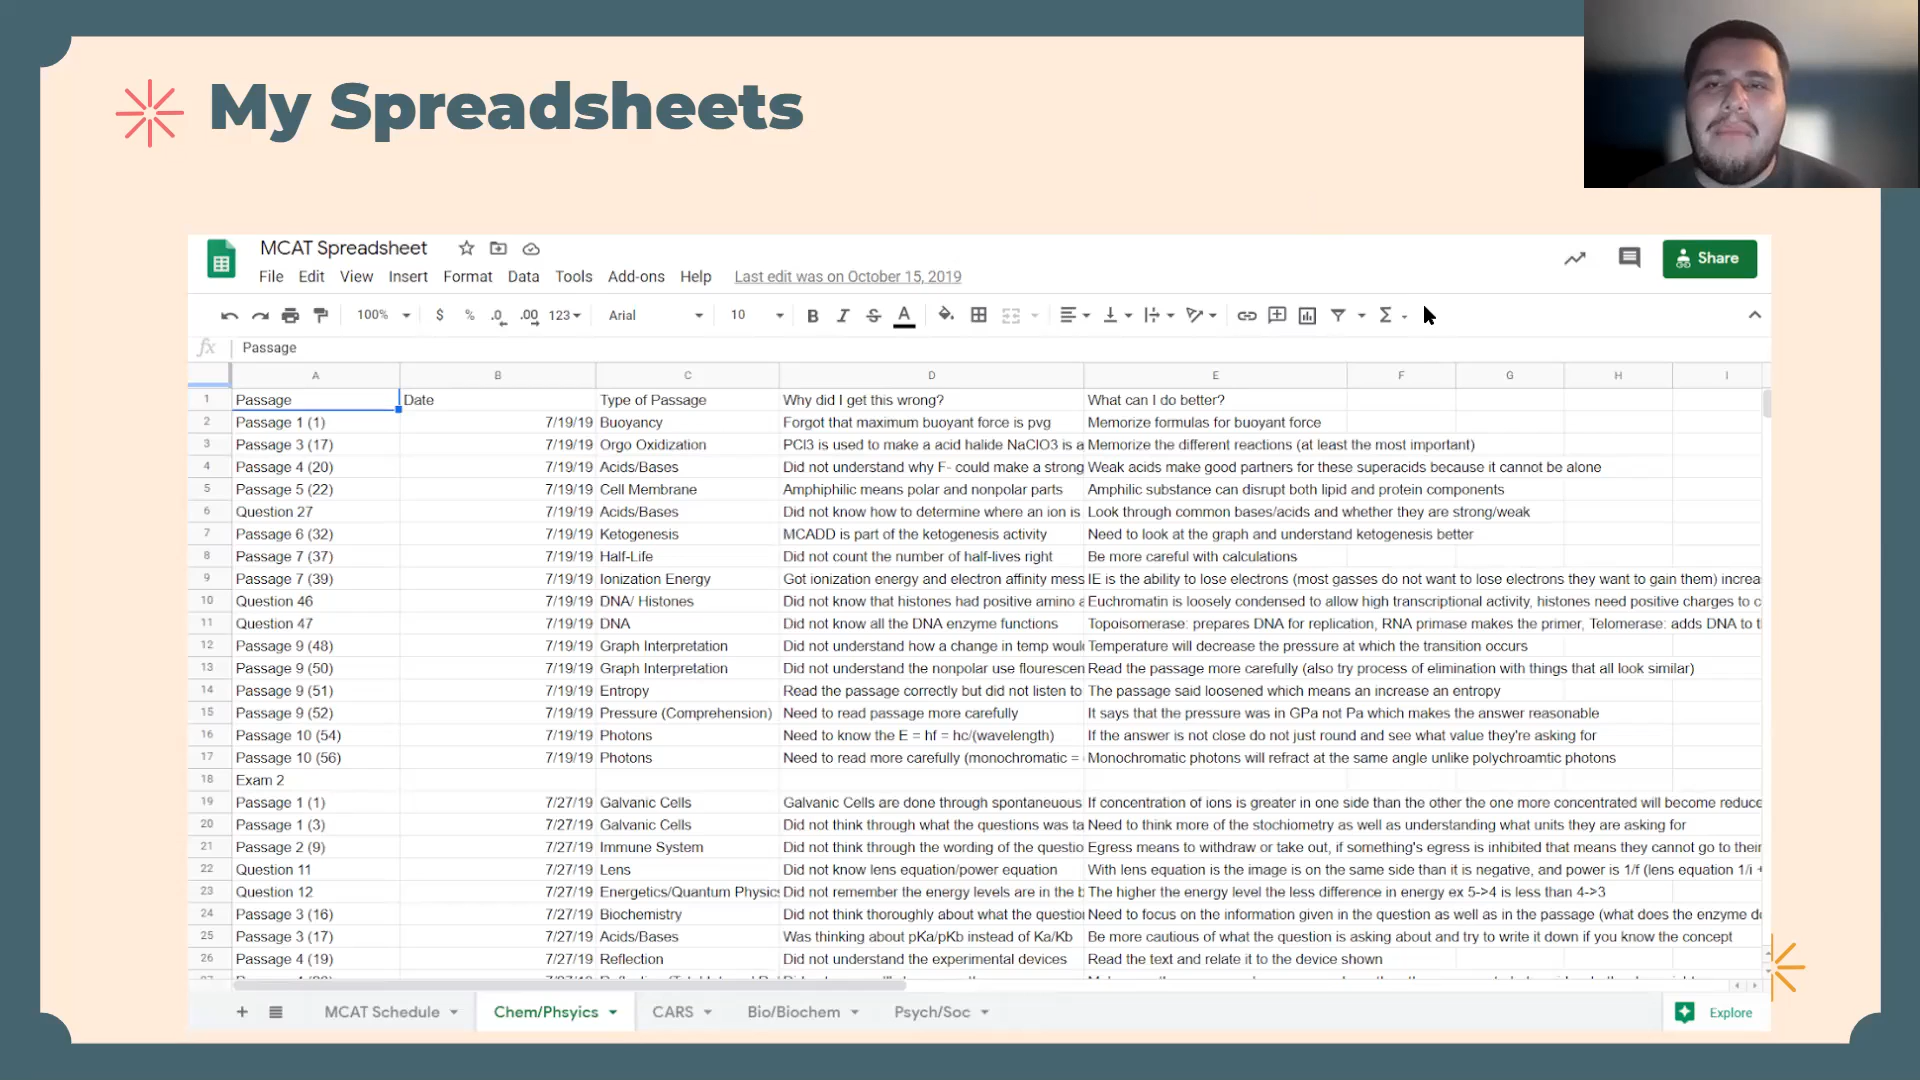 My Spreadsheets
MCAT Spreadsheet
File Edit View Insert Format Data Tools Add-ons Help Last edit was on October 15, 2019
Share
100% $ % .0 .00 123 Arial 10 B I S A Σ
fx Passage
A B C D E F G H I
1 Passage Date Type of Passage Why did I get this wrong? What can I do better?
2 Passage 1 (1) 7/19/19 Buoyancy Forgot that maximum buoyant force is pvg Memorize formulas for buoyant force
3 Passage 3 (17) 7/19/19 Orgo Oxidization PCl3 is used to make a acid halide NaClO3 is a Memorize the different reactions (at least the most important)
4 Passage 4 (20) 7/19/19 Acids/Bases Did not understand why F- could make a strong Weak acids make good partners for these superacids because it cannot be alone
5 Passage 5 (22) 7/19/19 Cell Membrane Amphiphilic means polar and nonpolar parts Amphilic substance can disrupt both lipid and protein components
6 Question 27 7/19/19 Acids/Bases Did not know how to determine where an ion is Look through common bases/acids and whether they are strong/weak
7 Passage 6 (32) 7/19/19 Ketogenesis MCADD is part of the ketogenesis activity Need to look at the graph and understand ketogenesis better
8 Passage 7 (37) 7/19/19 Half-Life Did not count the number of half-lives right Be more careful with calculations
9 Passage 7 (39) 7/19/19 Ionization Energy Got ionization energy and electron affinity mess IE is the ability to lose electrons (most gasses do not want to lose electrons they want to gain them) increa
10 Question 46 7/19/19 DNA/ Histones Did not know that histones had positive amino a Euchromatin is loosely condensed to allow high transcriptional activity, histones need positive charges to c
11 Question 47 7/19/19 DNA Did not know all the DNA enzyme functions Topoisomerase: prepares DNA for replication, RNA primase makes the primer, Telomerase: adds DNA to t
12 Passage 9 (48) 7/19/19 Graph Interpretation Did not understand how a change in temp would Temperature will decrease the pressure at which the transition occurs
13 Passage 9 (50) 7/19/19 Graph Interpretation Did not understand the nonpolar use flourescen Read the passage more carefully (also try process of elimination with things that all look similar)
14 Passage 9 (51) 7/19/19 Entropy Read the passage correctly but did not listen to The passage said loosened which means an increase an entropy
15 Passage 9 (52) 7/19/19 Pressure (Comprehension) Need to read passage more carefully It says that the pressure was in GPa not Pa which makes the answer reasonable
16 Passage 10 (54) 7/19/19 Photons Need to know the E = hf = hc/(wavelength) If the answer is not close do not just round and see what value they're asking for
17 Passage 10 (56) 7/19/19 Photons Need to read more carefully (monochromatic = Monochromatic photons will refract at the same angle unlike polychroamtic photons
18 Exam 2
19 Passage 1 (1) 7/27/19 Galvanic Cells Galvanic Cells are done through spontaneous If concentration of ions is greater in one side than the other the one more concentrated will become reduce
20 Passage 1 (3) 7/27/19 Galvanic Cells Did not think through what the questions was ta Need to think more of the stochiometry as well as understanding what units they are asking for
21 Passage 2 (9) 7/27/19 Immune System Did not think through the wording of the questio Egress means to withdraw or take out, if something's egress is inhibited that means they cannot go to their
22 Question 11 7/27/19 Lens Did not know lens equation/power equation With lens equation is the image is on the same side than it is negative, and power is 1/f (lens equation 1/i +
23 Question 12 7/27/19 Energetics/Quantum Physics Did not remember the energy levels are in the b The higher the energy level the less difference in energy ex 5->4 is less than 4->3
24 Passage 3 (16) 7/27/19 Biochemistry Did not think thoroughly about what the question Need to focus on the information given in the question as well as in the passage (what does the enzyme d
25 Passage 3 (17) 7/27/19 Acids/Bases Was thinking about pKa/pKb instead of Ka/Kb Be more cautious of what the question is asking about and try to write it down if you know the concept
26 Passage 4 (19) 7/27/19 Reflection Did not understand the experimental devices Read the text and relate it to the device shown
MCAT Schedule Chem/Phsyics CARS Bio/Biochem Psych/Soc Explore